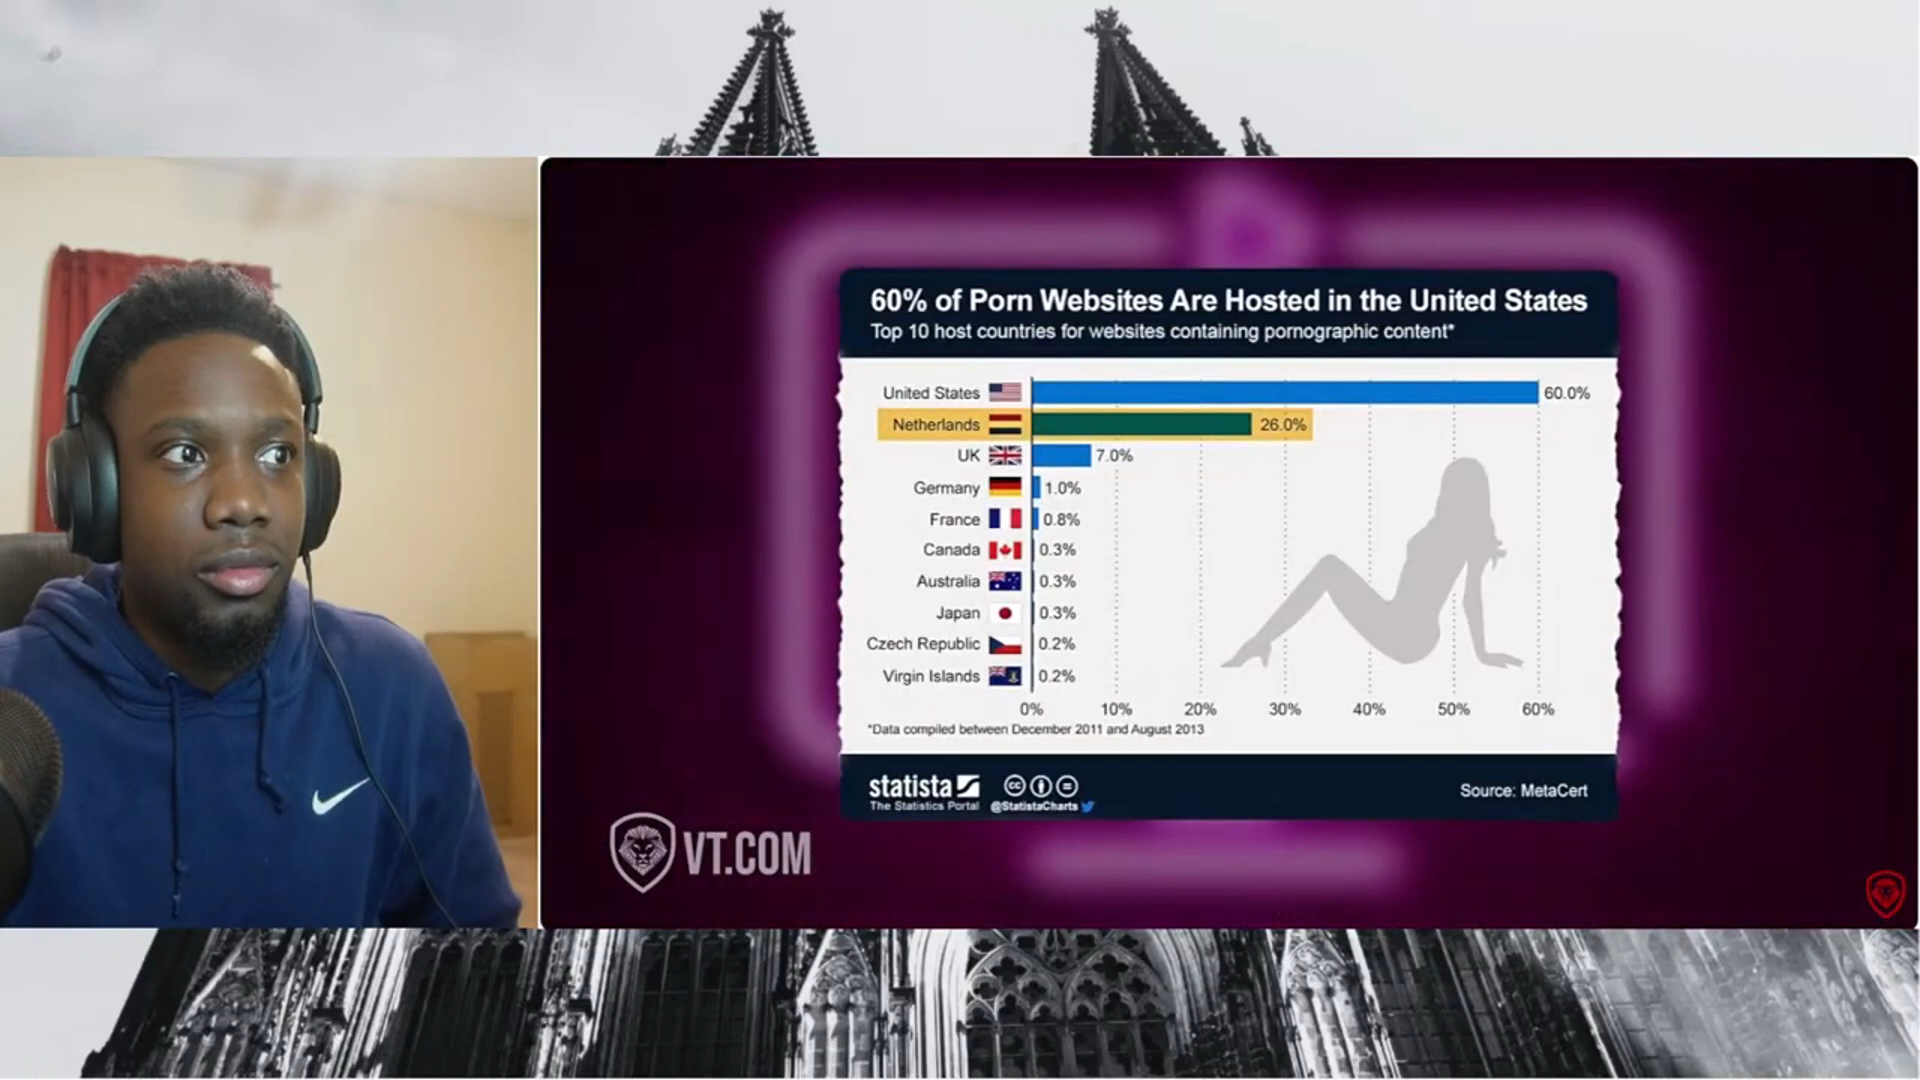 60% of Porn Websites Are Hosted in the United States
Top 10 host countries for websites containing pornographic content*
United States 60.0%
Netherlands 26.0%
UK 7.0%
Germany 1.0%
France 0.8%
Canada 0.3%
Australia 0.3%
Japan 0.3%
Czech Republic 0.2%
Virgin Islands 0.2%
0% 10% 20% 30% 40% 50% 60%
*Data compiled between December 2011 and August 2013
statista
The Statistics Portal
@StatistaCharts
Source: MetaCert
VT.COM